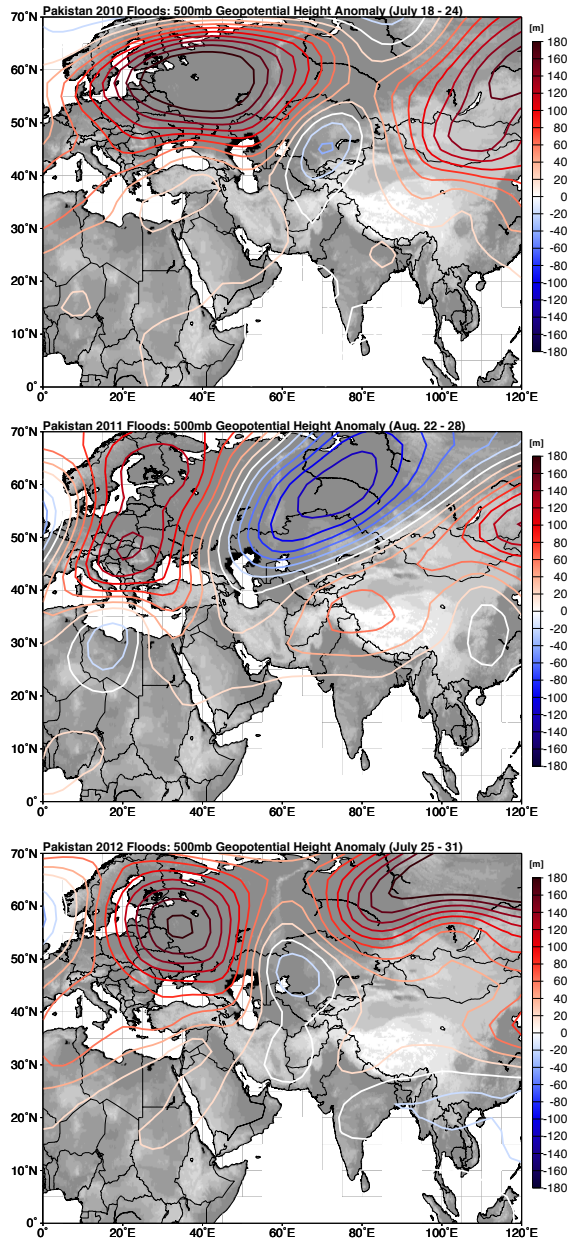 Pakistan 2010 Floods: 500mb Geopotential Height Anomaly (July 18 - 24)
[m]
70°N
60°N
50°N
40°N
30°N
20°N
10°N
0°
0°
20°E
40°E
60°E
80°E
100°E
120°E
180
160
140
120
100
80
60
40
20
0
-20
-40
-60
-80
-100
-120
-140
-160
-180
Pakistan 2011 Floods: 500mb Geopotential Height Anomaly (Aug. 22 - 28)
[m]
70°N
60°N
50°N
40°N
30°N
20°N
10°N
0°
0°
20°E
40°E
60°E
80°E
100°E
120°E
180
160
140
120
100
80
60
40
20
0
-20
-40
-60
-80
-100
-120
-140
-160
-180
Pakistan 2012 Floods: 500mb Geopotential Height Anomaly (July 25 - 31)
[m]
70°N
60°N
50°N
40°N
30°N
20°N
10°N
0°
0°
20°E
40°E
60°E
80°E
100°E
120°E
180
160
140
120
100
80
60
40
20
0
-20
-40
-60
-80
-100
-120
-140
-160
-180